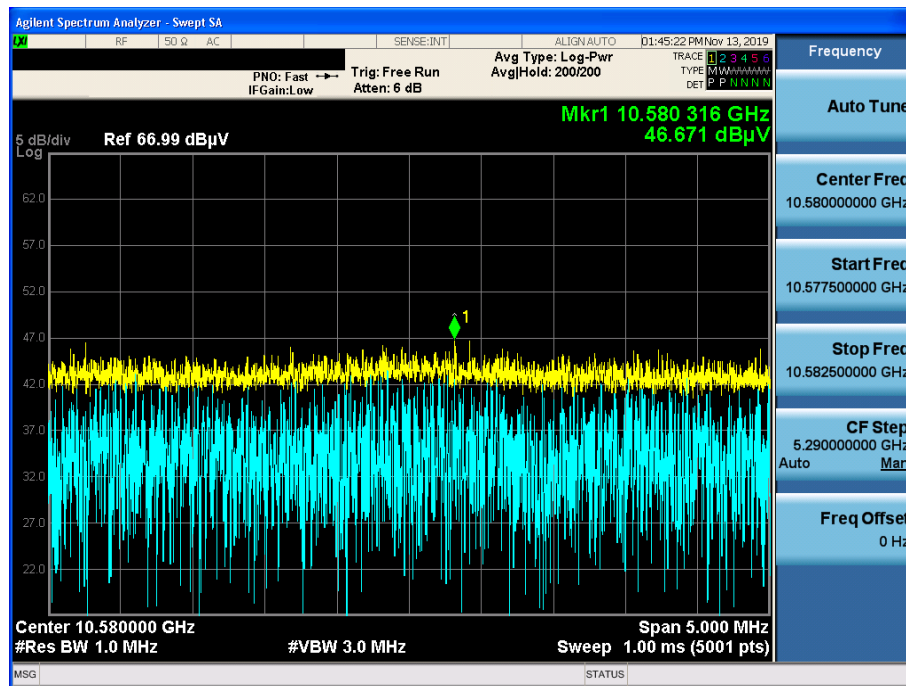 Agilent Spectrum Analyzer - Swept SA
LXI RF 50 Ω AC SENSE:INT ALIGN AUTO 01:45:22 PM Nov 13, 2019
PNO: Fast Trig: Free Run Avg Type: Log-Pwr TRACE 1 2 3 4 5 6
IFGain:Low Atten: 6 dB Avg|Hold: 200/200 TYPE M W W W W W
DET P P N N N N
Mkr1 10.580 316 GHz
46.671 dBµV
5 dB/div Ref 66.99 dBµV
Log
62.0
57.0
52.0
47.0
42.0
37.0
32.0
27.0
22.0
1
Center 10.580000 GHz Span 5.000 MHz
#Res BW 1.0 MHz #VBW 3.0 MHz Sweep 1.00 ms (5001 pts)
MSG STATUS
Frequency
Auto Tune
Center Freq
10.580000000 GHz
Start Freq
10.577500000 GHz
Stop Freq
10.582500000 GHz
CF Step
5.290000000 GHz
Auto Man
Freq Offset
0 Hz